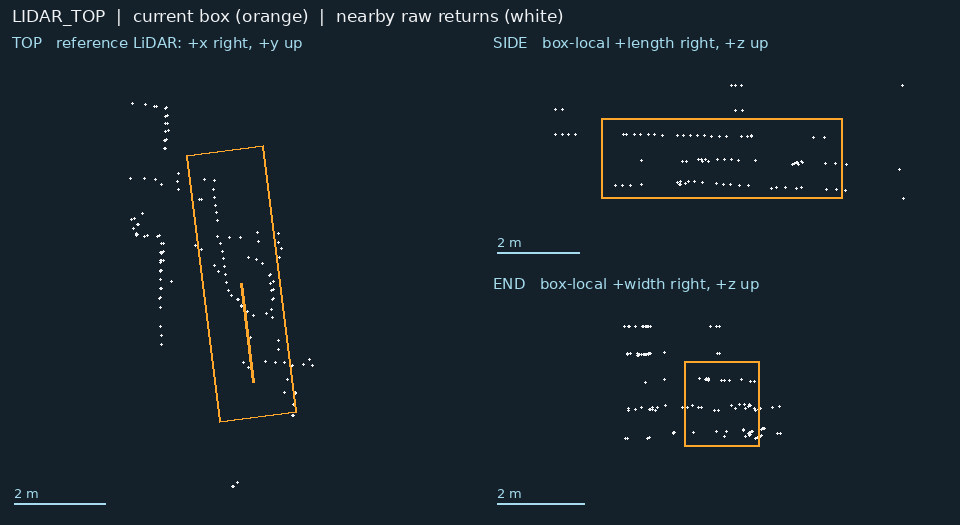 LIDAR_TOP  |  current box (orange)  |  nearby raw returns (white)
TOP   reference LiDAR: +x right, +y up
SIDE   box-local +length right, +z up
2 m
END   box-local +width right, +z up
2 m
2 m